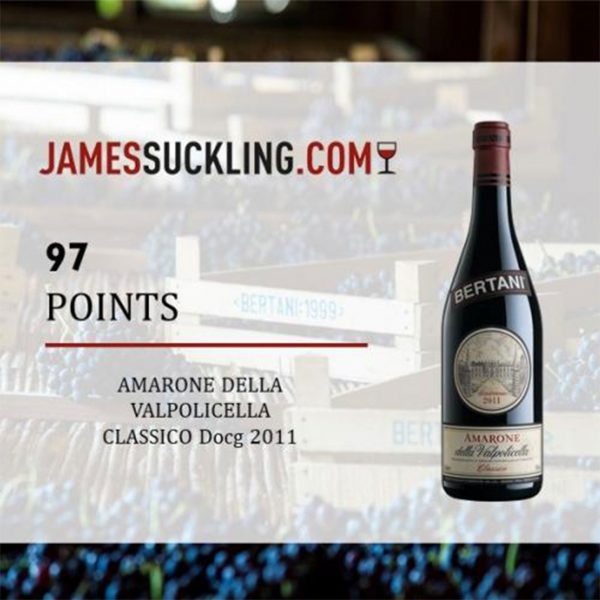 JAMESSUCKLING.COM
97
POINTS
<BERTANI·1999>
AMARONE DELLA
VALPOLICELLA
CLASSICO Docg 2011
BERTANI
2011
AMARONE
della Valpolicella
Classico
BER